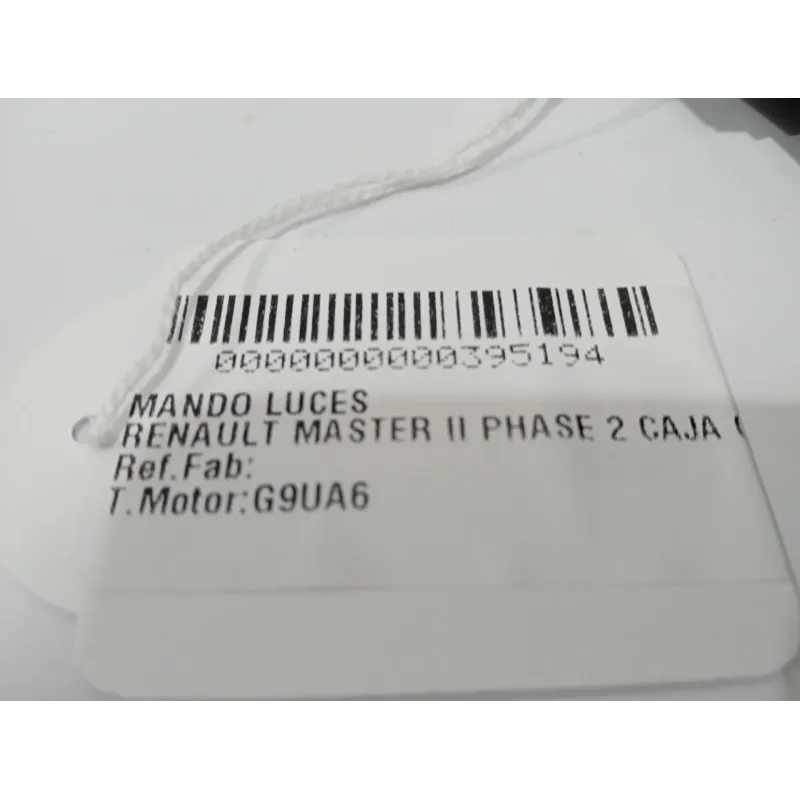 0000000000395194
MANDO LUCES
RENAULT MASTER II PHASE 2 CAJA
Ref.Fab:
T.Motor:G9UA6